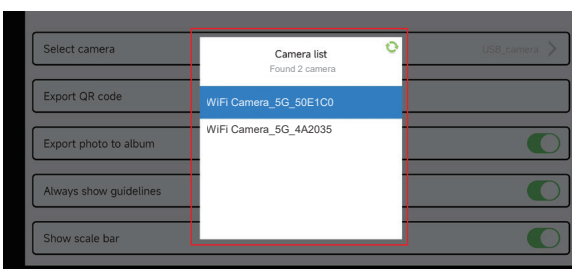 Select camera
USB_camera
Camera list
Found 2 camera
Export QR code
WiFi Camera_5G_50E1C0
WiFi Camera_5G_4A2035
Export photo to album
Always show guidelines
Show scale bar